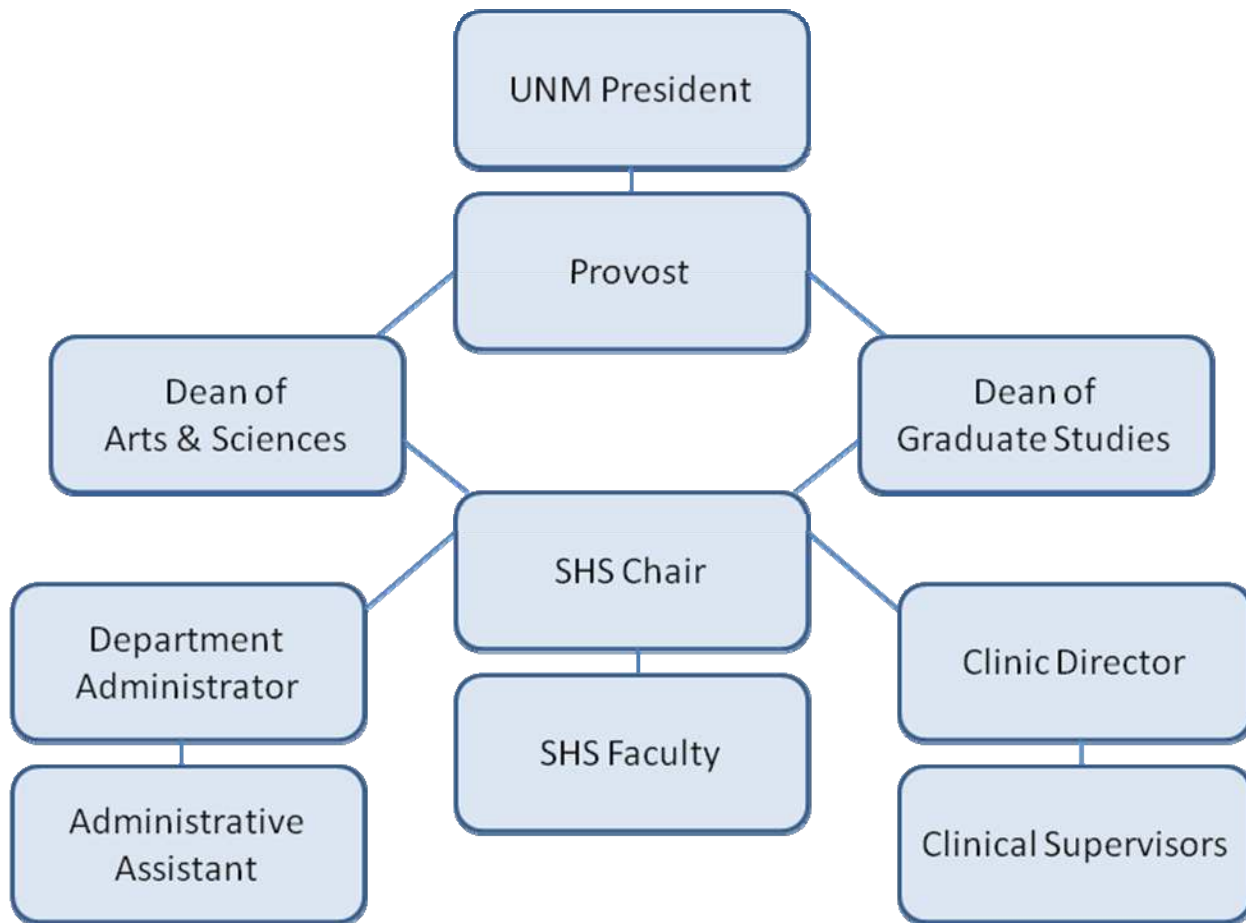 UNM President
Provost
Dean of
Arts & Sciences
Dean of
Graduate Studies
SHS Chair
Department
Administrator
Clinic Director
SHS Faculty
Administrative
Assistant
Clinical Supervisors